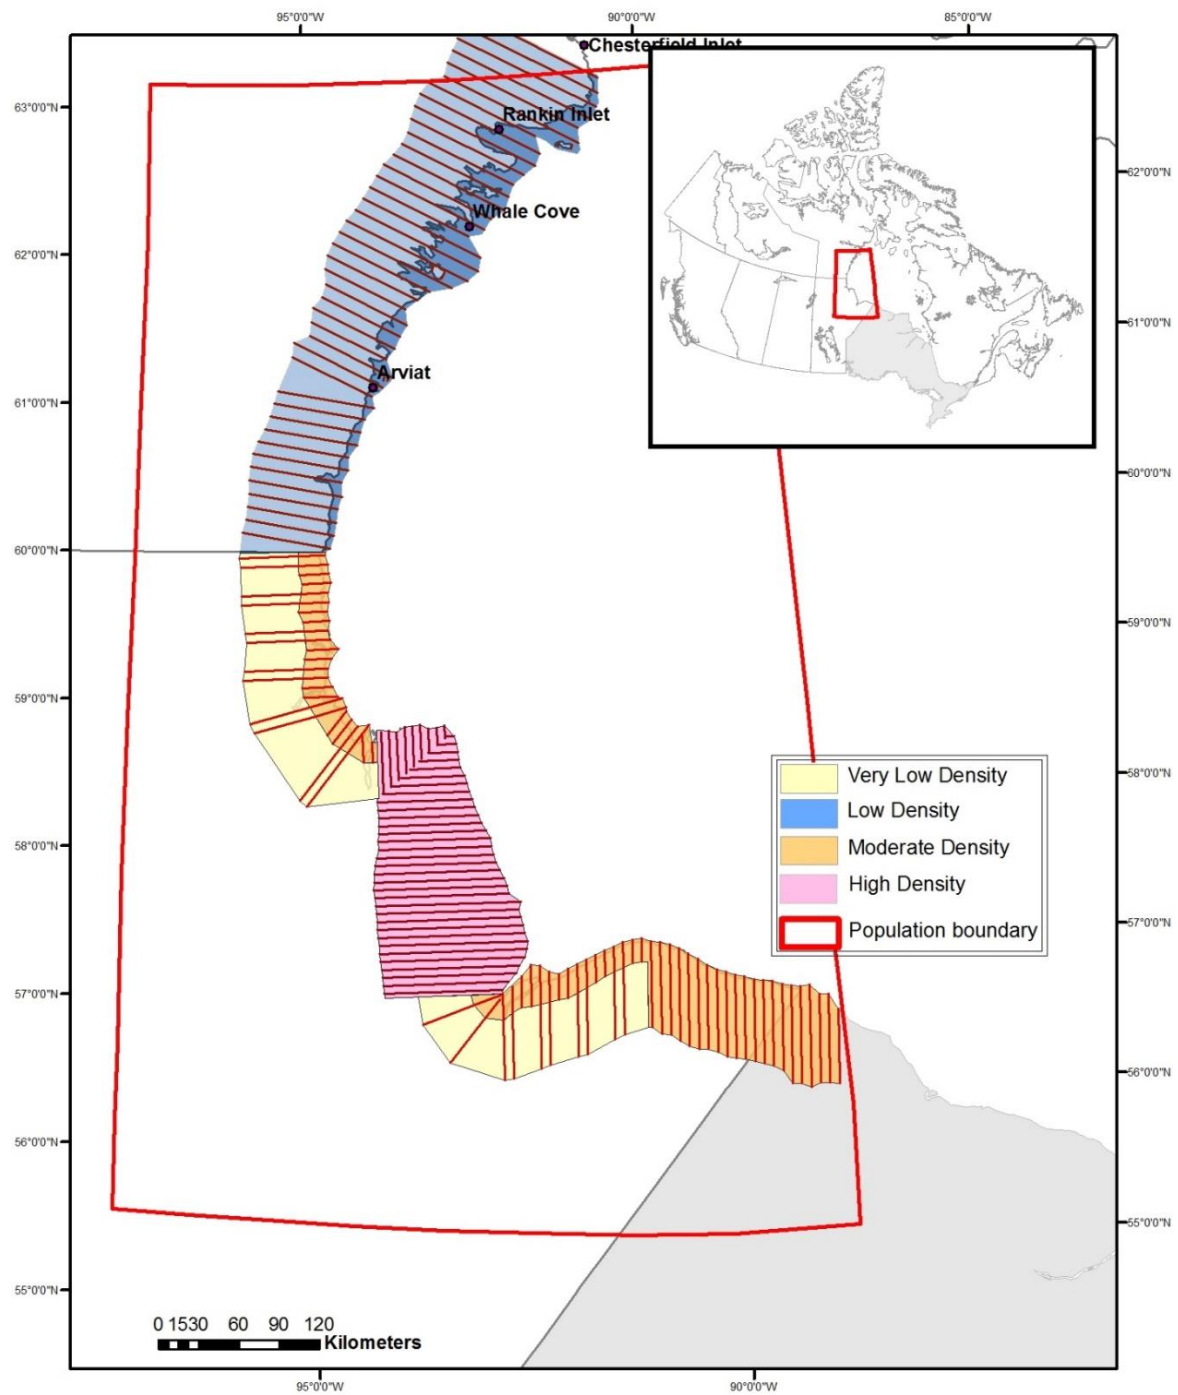 95°0'0"W 90°0'0"W 85°0'0"W
Chesterfield Inlet
63°0'0"N
Rankin Inlet
62°0'0"N
Whale Cove
62°0'0"N
61°0'0"N
Arviat
61°0'0"N
60°0'0"N
60°0'0"N
59°0'0"N
59°0'0"N
58°0'0"N
Very Low Density
Low Density
58°0'0"N
Moderate Density
High Density
57°0'0"N
Population boundary
57°0'0"N
56°0'0"N
56°0'0"N
55°0'0"N
55°0'0"N
0 15 30 60 90 120
Kilometers
95°0'0"W 90°0'0"W